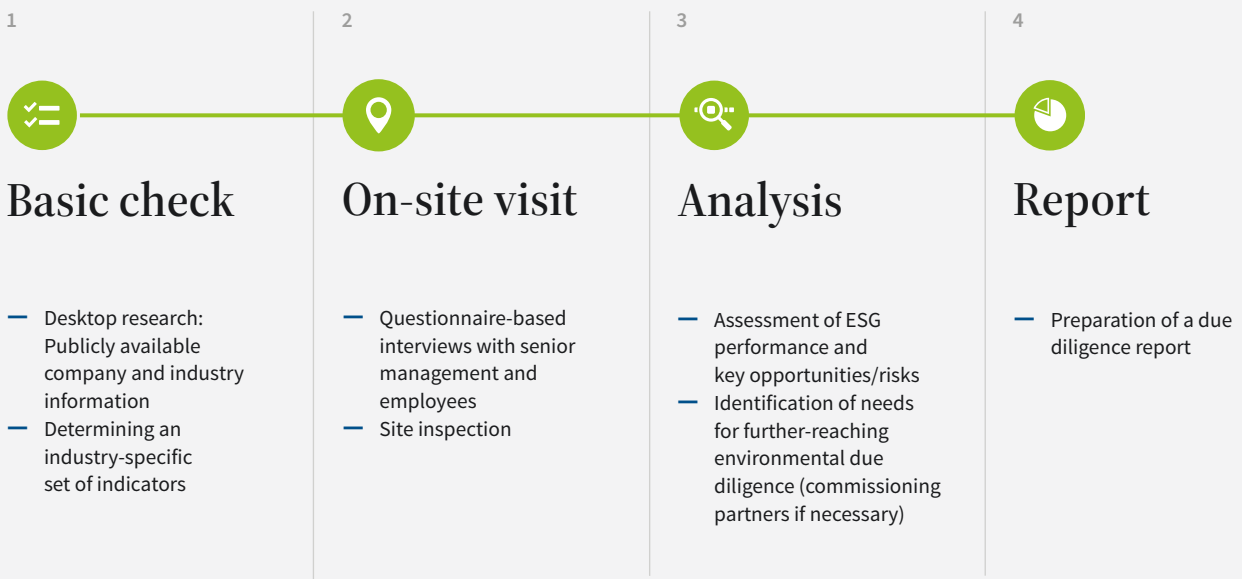 1
Basic check
— Desktop research:
Publicly available
company and industry
information
— Determining an
industry-specific
set of indicators
2
On-site visit
— Questionnaire-based
interviews with senior
management and
employees
— Site inspection
3
Analysis
— Assessment of ESG
performance and
key opportunities/risks
— Identification of needs
for further-reaching
environmental due
diligence (commissioning
partners if necessary)
4
Report
— Preparation of a due
diligence report